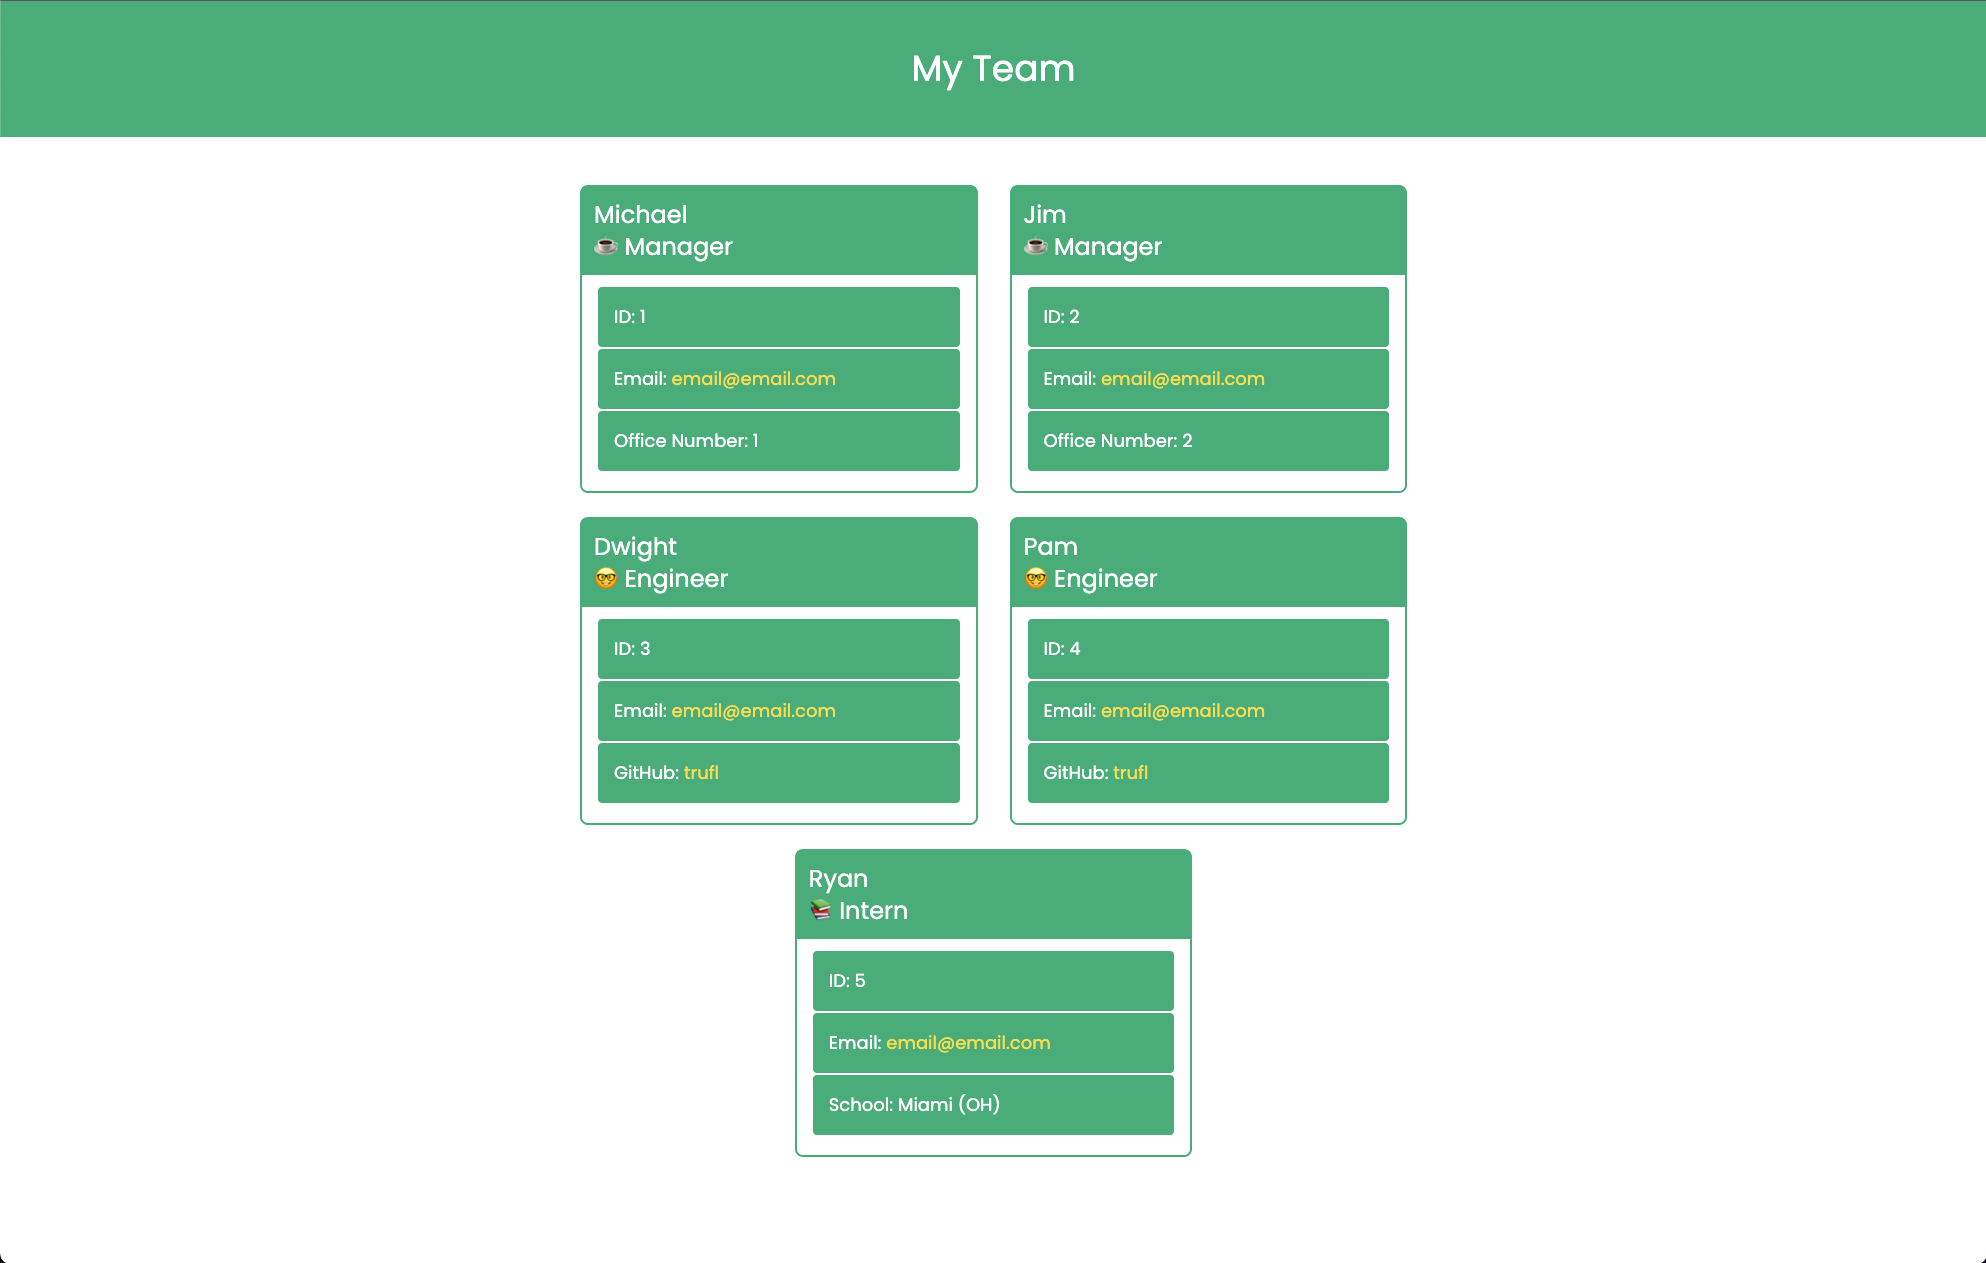 My Team
Michael
☕ Manager
ID: 1
Email: email@email.com
Office Number: 1
Jim
☕ Manager
ID: 2
Email: email@email.com
Office Number: 2
Dwight
🤓 Engineer
ID: 3
Email: email@email.com
GitHub: trufl
Pam
🤓 Engineer
ID: 4
Email: email@email.com
GitHub: trufl
Ryan
📚 Intern
ID: 5
Email: email@email.com
School: Miami (OH)